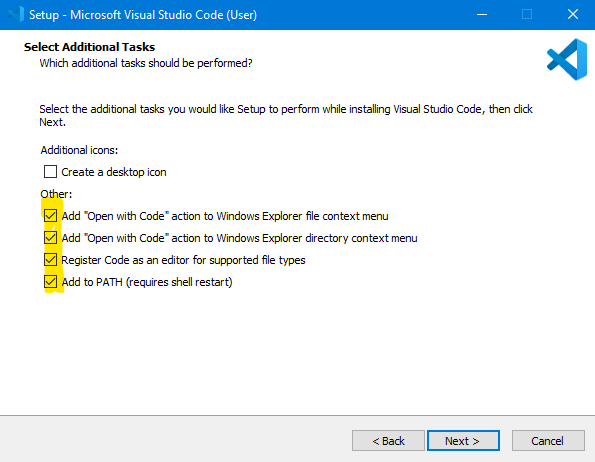 Setup - Microsoft Visual Studio Code (User)
Select Additional Tasks
Which additional tasks should be performed?
Select the additional tasks you would like Setup to perform while installing Visual Studio Code, then click
Next.
Additional icons:
Create a desktop icon
Other:
Add "Open with Code" action to Windows Explorer file context menu
Add "Open with Code" action to Windows Explorer directory context menu
Register Code as an editor for supported file types
Add to PATH (requires shell restart)
< Back
Next >
Cancel